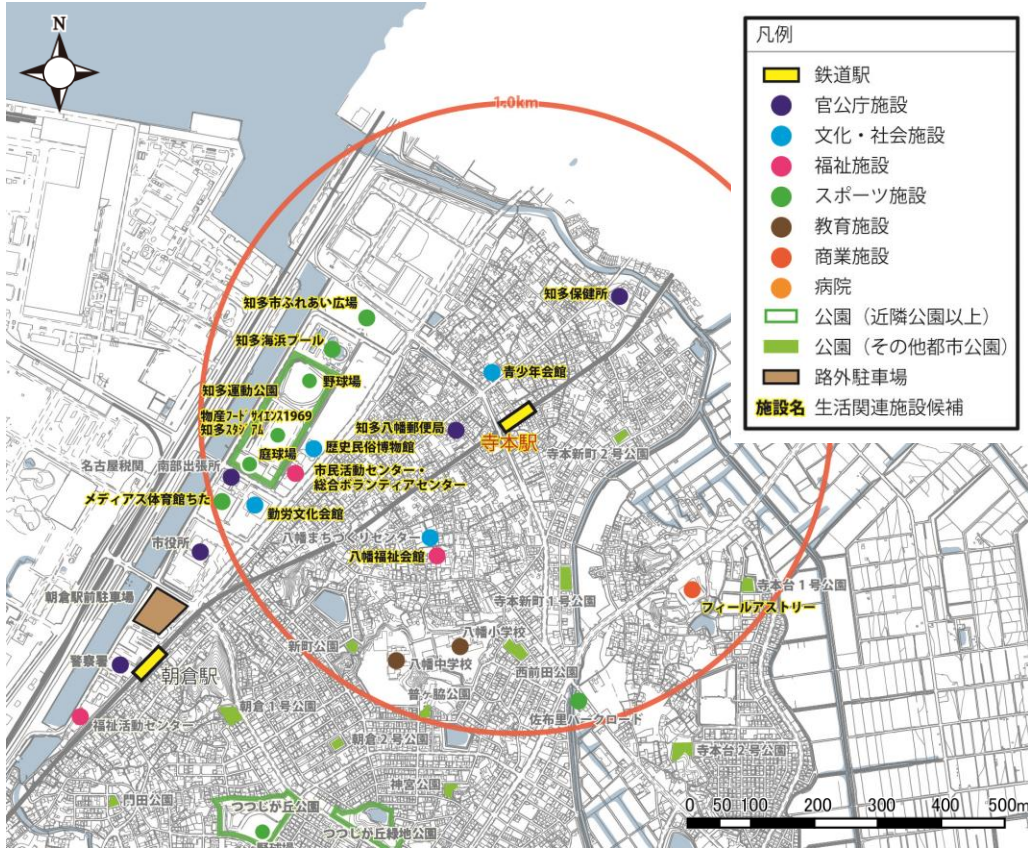 N
1.0km
凡例
鉄道駅
官公庁施設
文化・社会施設
福祉施設
スポーツ施設
教育施設
商業施設
病院
公園（近隣公園以上）
公園（その他都市公園）
路外駐車場
施設名 生活関連施設候補
知多保健所
知多市ふれあい広場
知多海浜プール
青少年会館
野球場
知多運動公園
物産フードサイエンス1969
知多スタジアム
知多八幡郵便局
寺本駅
歴史民俗博物館
寺本新町2号公園
名古屋税関 南部出張所
庭球場
市民活動センター・
総合ボランティアセンター
メディアス体育館ちた
勤労文化会館
八幡まちづくりセンター
市役所
八幡福祉会館
朝倉駅前駐車場
寺本新町1号公園
寺本台1号公園
フィールアストリー
新町公園
八幡小学校
八幡中学校
西前田公園
警察署
朝倉駅
普ヶ脇公園
朝倉1号公園
佐布里パークロード
福祉活動センター
朝倉2号公園
寺本台2号公園
神宮公園
門田公園
つつじが丘公園
つつじが丘緑地公園
野球場
0 50 100 200 300 400 500m